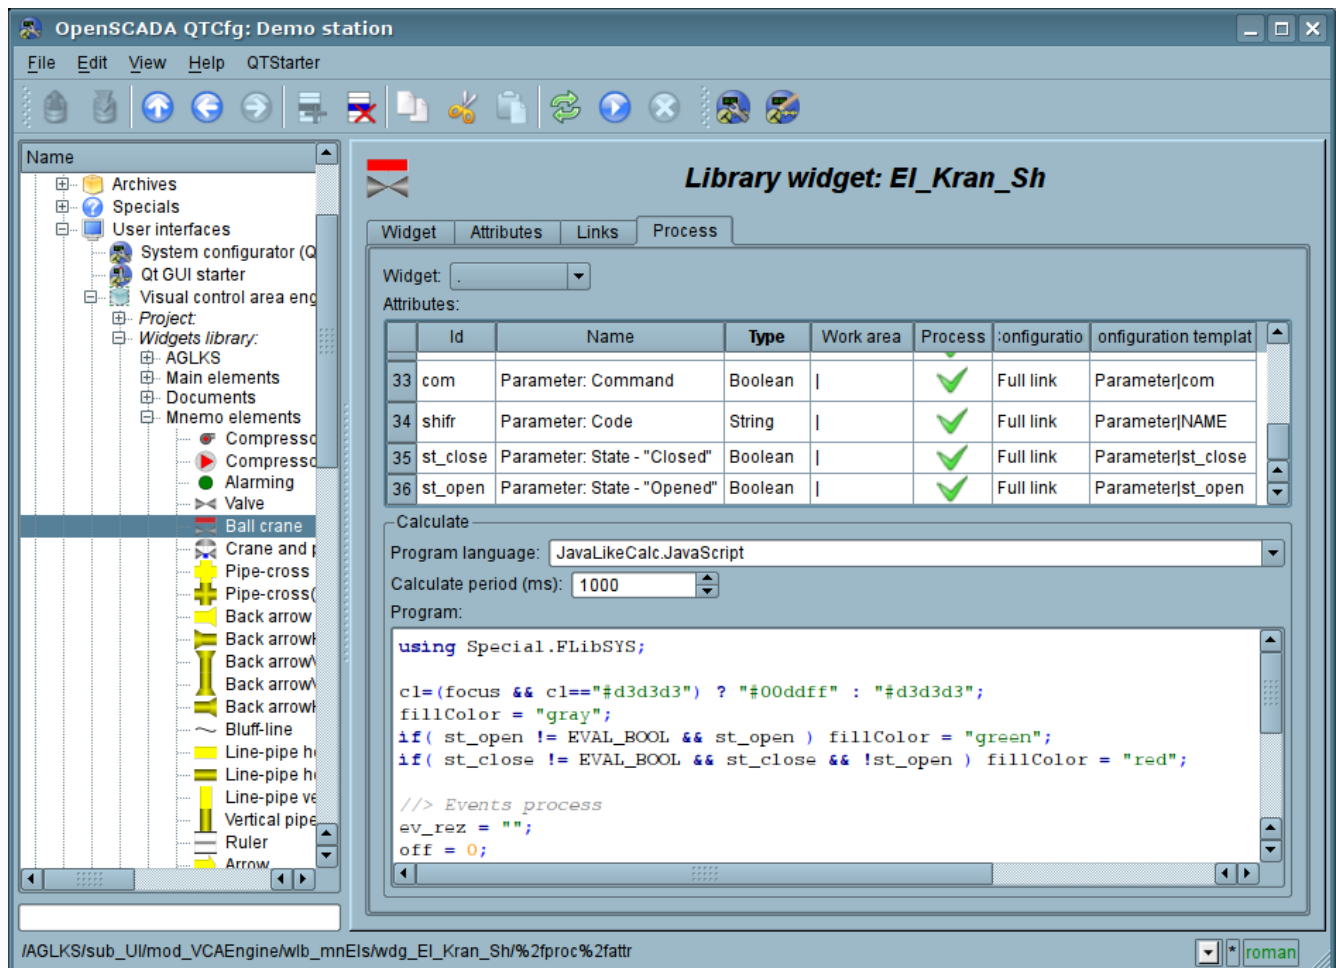 OpenSCADA QTCfg: Demo station
File Edit View Help QTStarter
Name
Archives
Specials
User interfaces
System configurator (Q
Qt GUI starter
Visual control area eng
Project:
Widgets library:
AGLKS
Main elements
Documents
Mnemo elements
Compresso
Compresso
Alarming
Valve
Ball crane
Crane and p
Pipe-cross
Pipe-cross(
Back arrow
Back arrow
Back arrow
Back arrow
Back arrow
Bluff-line
Line-pipe h
Line-pipe h
Line-pipe ve
Vertical pipe
Ruler
Arrow
Library widget: El_Kran_Sh
Widget Attributes Links Process
Widget: .
Attributes:
Id Name Type Work area Process onfiguratio onfiguration templat
33 com Parameter: Command Boolean | Full link Parameter|com
34 shifr Parameter: Code String | Full link Parameter|NAME
35 st_close Parameter: State - "Closed" Boolean | Full link Parameter|st_close
36 st_open Parameter: State - "Opened" Boolean | Full link Parameter|st_open
Calculate
Program language: JavaLikeCalc.JavaScript
Calculate period (ms): 1000
Program:
using Special.FLibSYS;
c1=(focus && c1=="#d3d3d3") ? "#00ddff" : "#d3d3d3";
fillColor = "gray";
if( st_open != EVAL_BOOL && st_open ) fillColor = "green";
if( st_close != EVAL_BOOL && st_close && !st_open ) fillColor = "red";
//> Events process
ev_rez = "";
off = 0;
/AGLKS/sub_UI/mod_VCAEngine/wlb_mnEls/wdg_El_Kran_Sh/%2fproc%2fattr
* roman